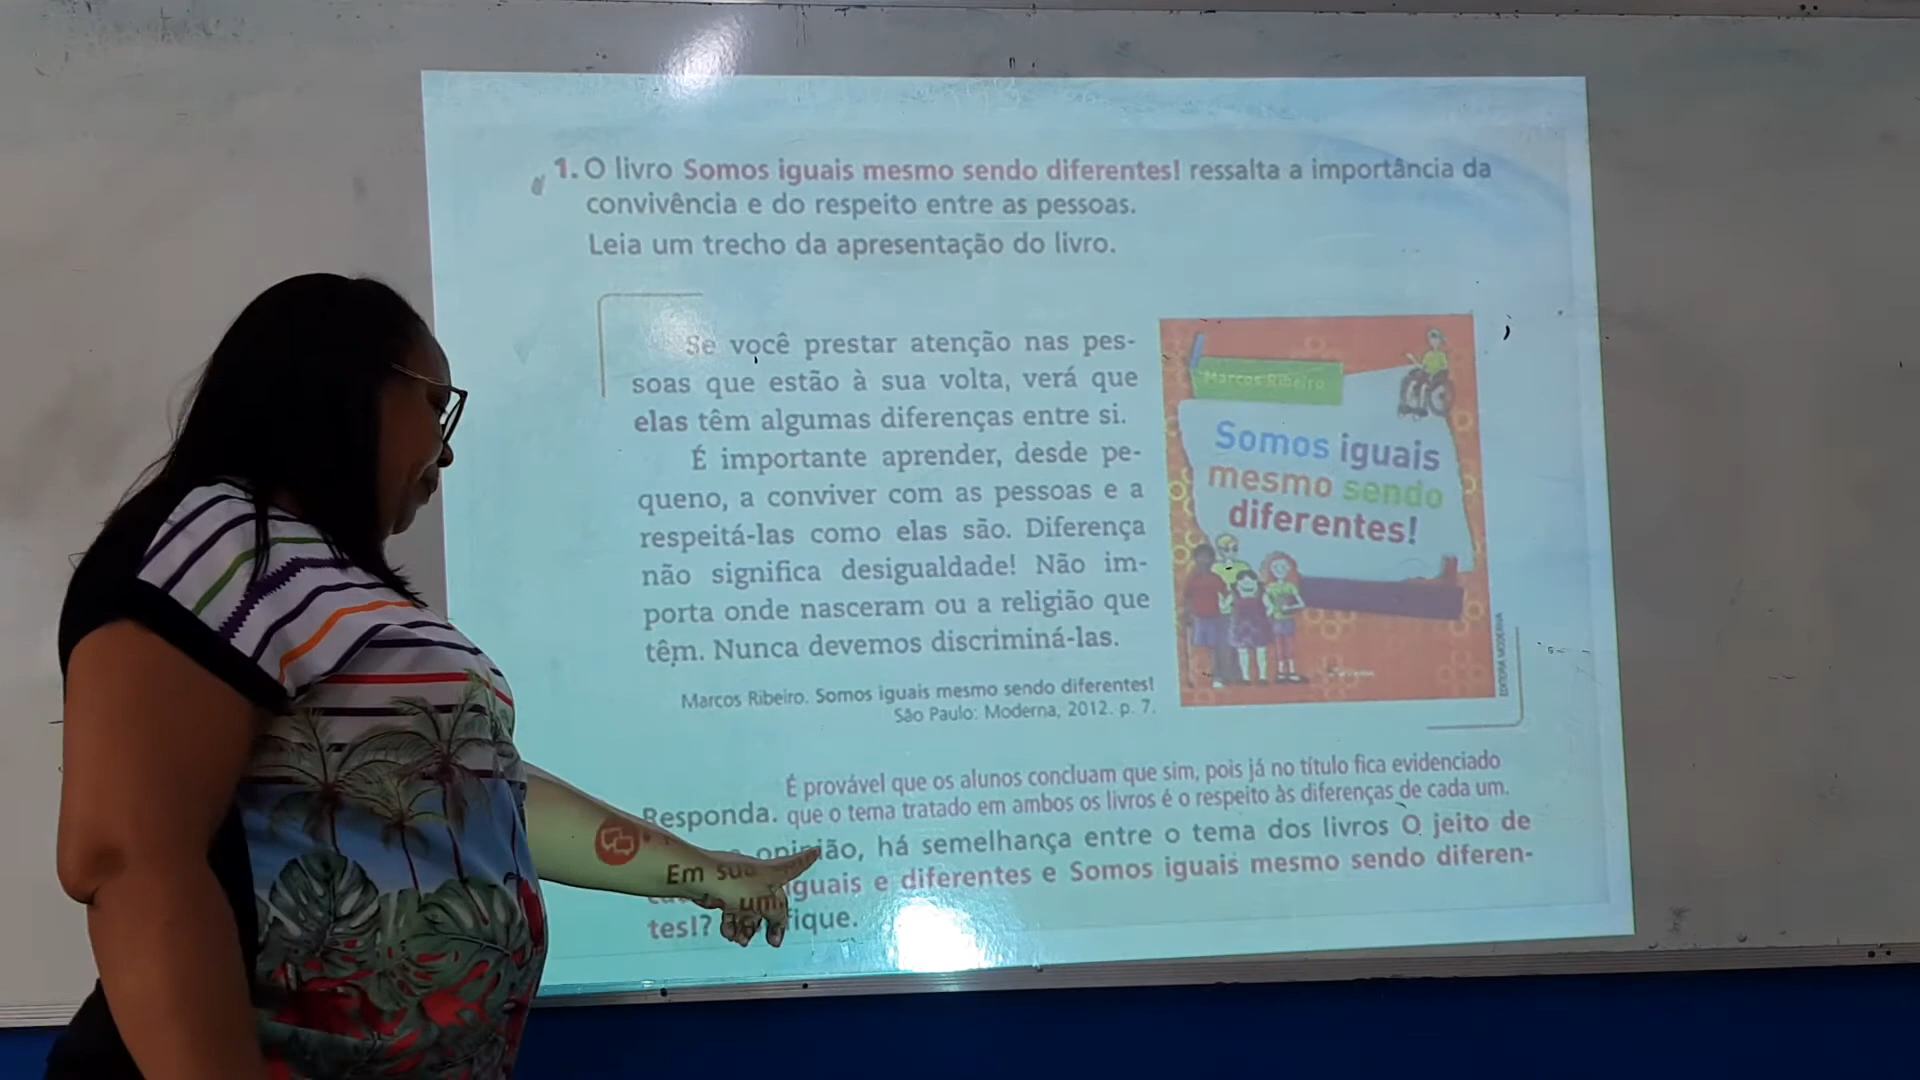 1. O livro Somos iguais mesmo sendo diferentes! ressalta a importância da
convivência e do respeito entre as pessoas.
Leia um trecho da apresentação do livro.
Se você prestar atenção nas pes-
soas que estão à sua volta, verá que
elas têm algumas diferenças entre si.
É importante aprender, desde pe-
queno, a conviver com as pessoas e a
respeitá-las como elas são. Diferença
não significa desigualdade! Não im-
porta onde nasceram ou a religião que
têm. Nunca devemos discriminá-las.
Marcos Ribeiro. Somos iguais mesmo sendo diferentes!
São Paulo: Moderna, 2012. p. 7.
Marcos Ribeiro
Somos iguais
mesmo sendo
diferentes!
EDITORA MODERNA
É provável que os alunos concluam que sim, pois já no título fica evidenciado
Responda. que o tema tratado em ambos os livros é o respeito às diferenças de cada um.
Em sua opinião, há semelhança entre o tema dos livros O jeito de
um: iguais e diferentes e Somos iguais mesmo sendo diferen-
tes!?